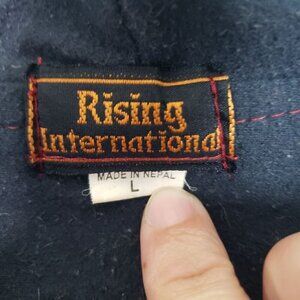 Rising
International
MADE IN NEPAL
L